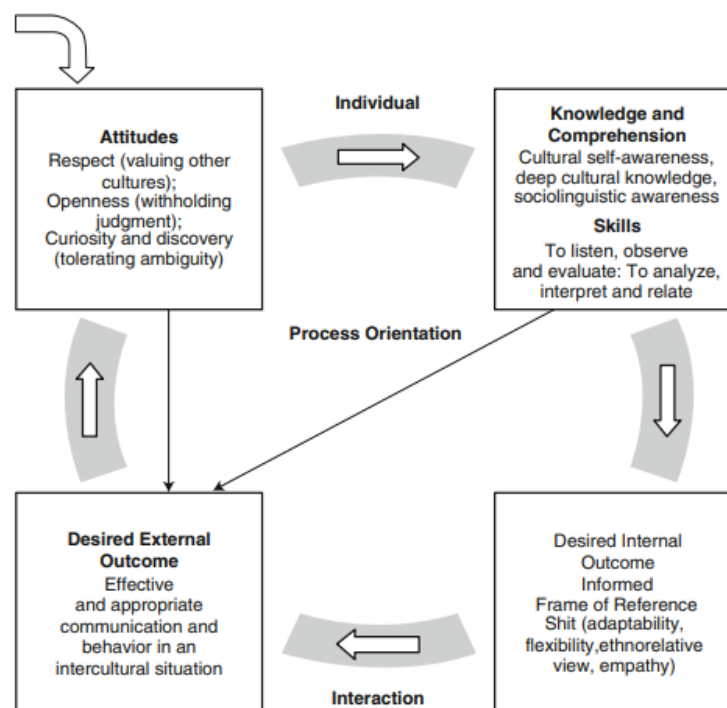 Individual
Attitudes
Respect (valuing other
cultures);
Openness (withholding
judgment);
Curiosity and discovery
(tolerating ambiguity)
Knowledge and
Comprehension
Cultural self-awareness,
deep cultural knowledge,
sociolinguistic awareness
Skills
To listen, observe
and evaluate: To analyze,
interpret and relate
Process Orientation
Desired External
Outcome
Effective
and appropriate
communication and
behavior in an
intercultural situation
Desired Internal
Outcome
Informed
Frame of Reference
Shit (adaptability,
flexibility,ethnorelative
view, empathy)
Interaction